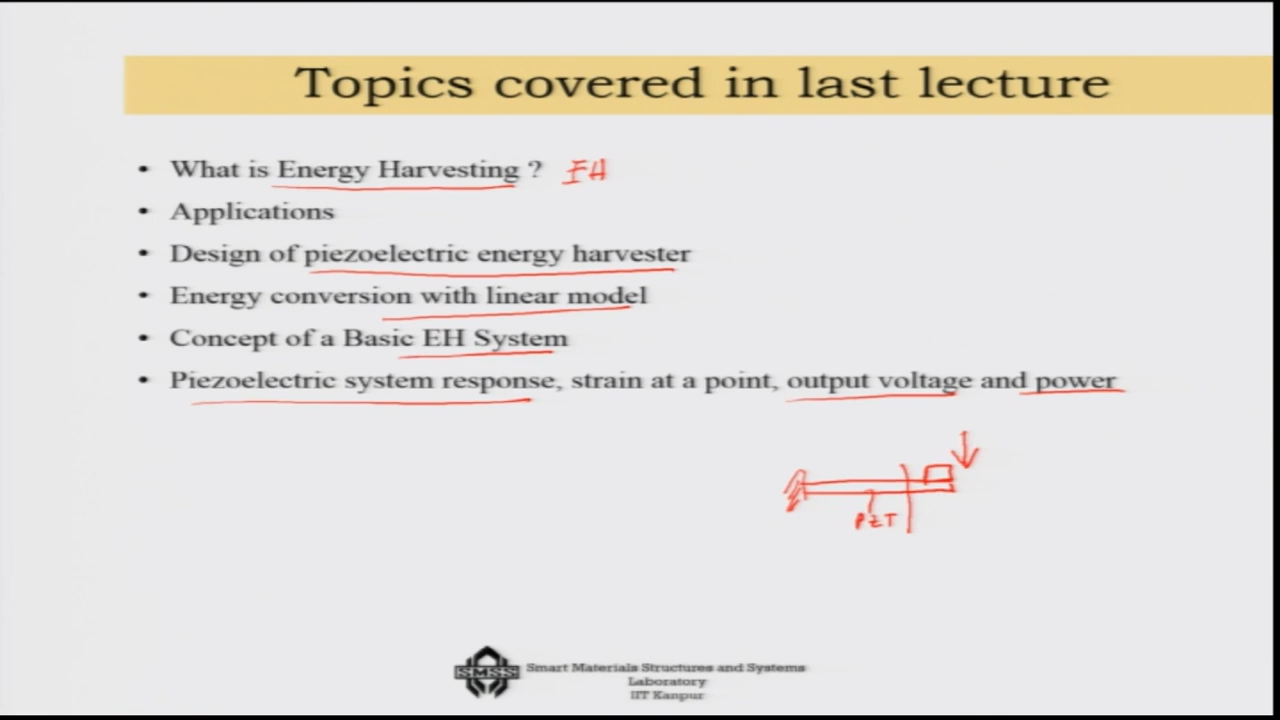 Topics covered in last lecture
• What is Energy Harvesting ? EH
• Applications
• Design of piezoelectric energy harvester
• Energy conversion with linear model
• Concept of a Basic EH System
• Piezoelectric system response, strain at a point, output voltage and power
PZT
SMSS
Smart Materials Structures and Systems
Laboratory
IIT Kanpur